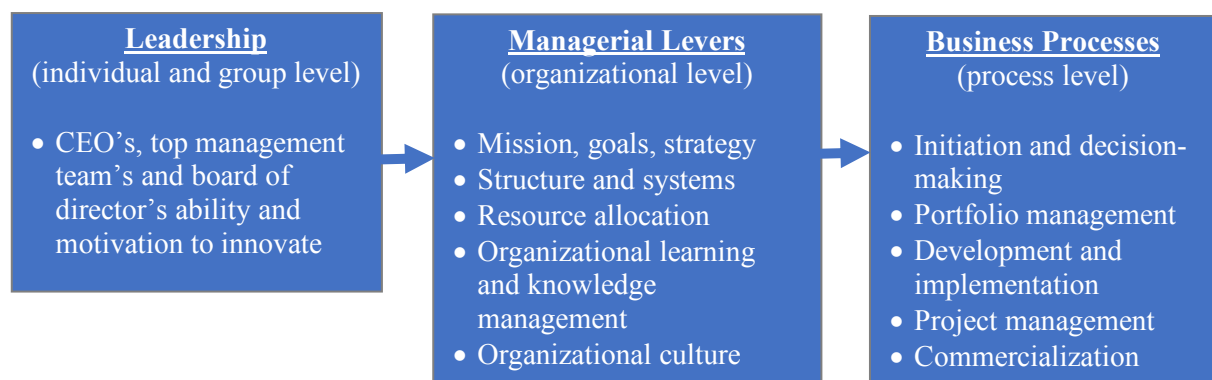 Leadership
(individual and group level)
• CEO’s, top management
team’s and board of
director’s ability and
motivation to innovate
Managerial Levers
(organizational level)
• Mission, goals, strategy
• Structure and systems
• Resource allocation
• Organizational learning
and knowledge
management
• Organizational culture
Business Processes
(process level)
• Initiation and decision-
making
• Portfolio management
• Development and
implementation
• Project management
• Commercialization